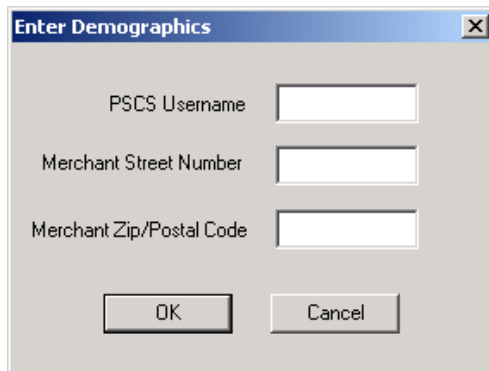 Enter Demographics
PSCS Username
Merchant Street Number
Merchant Zip/Postal Code
OK Cancel